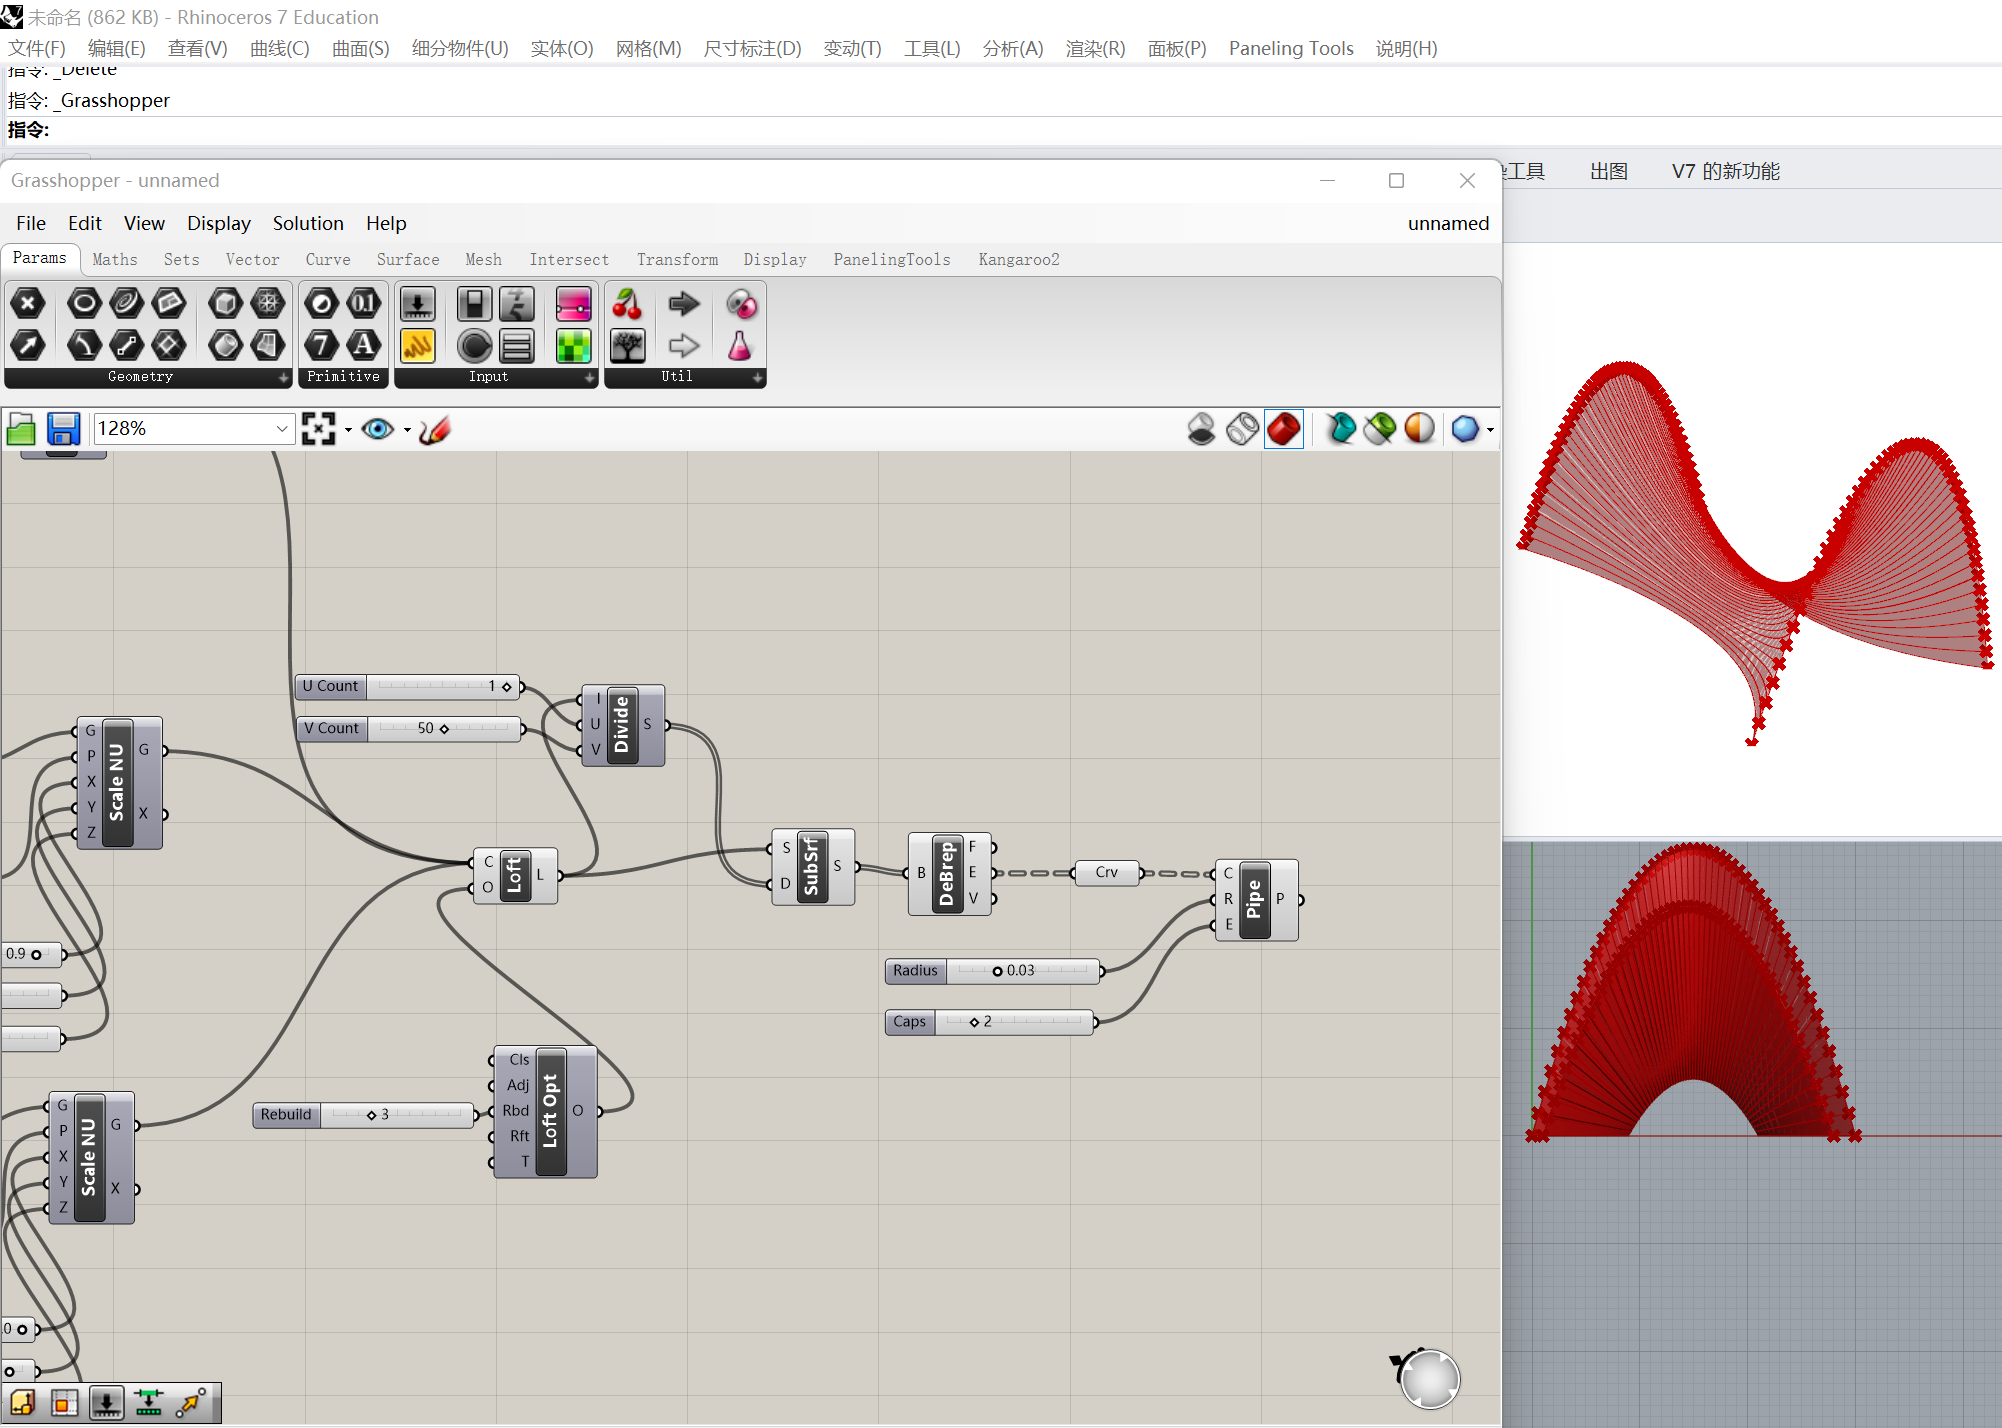 未命名 (862 KB) - Rhinoceros 7 Education
文件(F) 编辑(E) 查看(V) 曲线(C) 曲面(S) 细分物件(U) 实体(O) 网格(M) 尺寸标注(D) 变动(T) 工具(L) 分析(A) 渲染(R) 面板(P) Paneling Tools 说明(H)
指令: _Delete
指令: _Grasshopper
指令:
工具 出图 V7 的新功能
Grasshopper - unnamed
File Edit View Display Solution Help unnamed
Params Maths Sets Vector Curve Surface Mesh Intersect Transform Display PanelingTools Kangaroo2
Geometry Primitive Input Util
128%
U Count 1
V Count 50
I U V Divide S
G P X Y Z Scale NU G X
C O Loft L
S D SubSrf S
B DeBrep F E V
Crv
C R E Pipe P
0.9
Radius 0.03
Caps 2
Cls Adj Rbd Rft T Loft Opt O
Rebuild 3
G P X Y Z Scale NU G X
.0